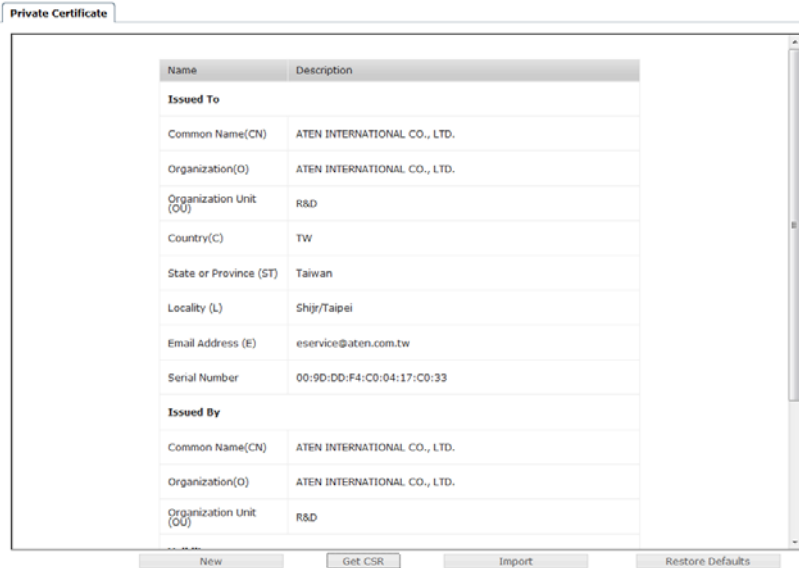 Private Certificate
Name Description
Issued To
Common Name(CN) ATEN INTERNATIONAL CO., LTD.
Organization(O) ATEN INTERNATIONAL CO., LTD.
Organization Unit
(OU) R&D
Country(C) TW
State or Province (ST) Taiwan
Locality (L) Shijr/Taipei
Email Address (E) eservice@aten.com.tw
Serial Number 00:9D:DD:F4:C0:04:17:C0:33
Issued By
Common Name(CN) ATEN INTERNATIONAL CO., LTD.
Organization(O) ATEN INTERNATIONAL CO., LTD.
Organization Unit
(OU) R&D
New Get CSR Import Restore Defaults